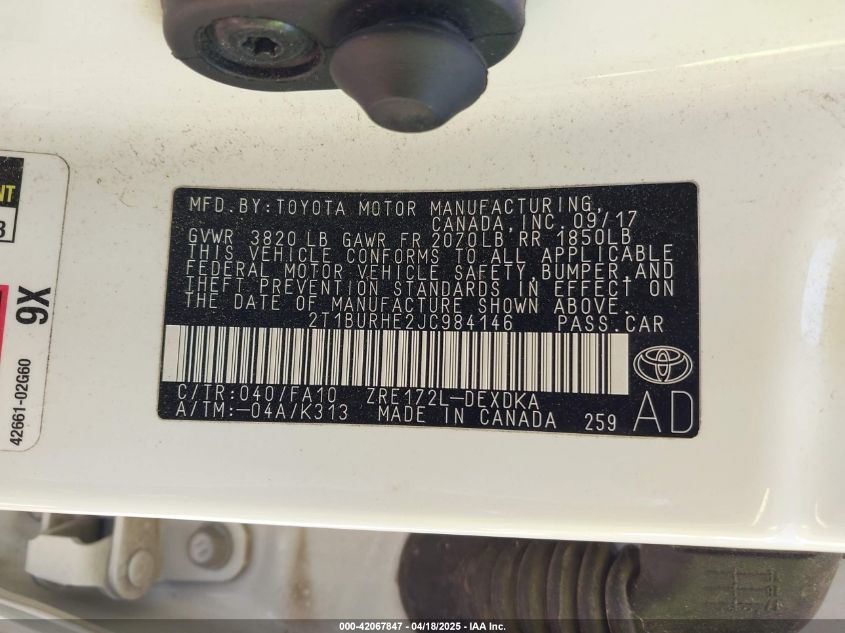 NT
3
9X
42661-02G60
MFD. BY: TOYOTA MOTOR MANUFACTURING,
CANADA, INC. 09/17
GVWR 3820 LB GAWR FR 2070LB RR 1850LB
THIS VEHICLE CONFORMS TO ALL APPLICABLE
FEDERAL MOTOR VEHICLE SAFETY, BUMPER, AND
THEFT PREVENTION STANDARDS IN EFFECT ON
THE DATE OF MANUFACTURE SHOWN ABOVE.
2T1BURHE2JC984146 PASS. CAR
C/TR: 040/FA10 ZRE172L-DEXDKA
A/TM: -04A/K313 MADE IN CANADA 259 AD
000-42067847 - 04/18/2025 - IAA Inc.